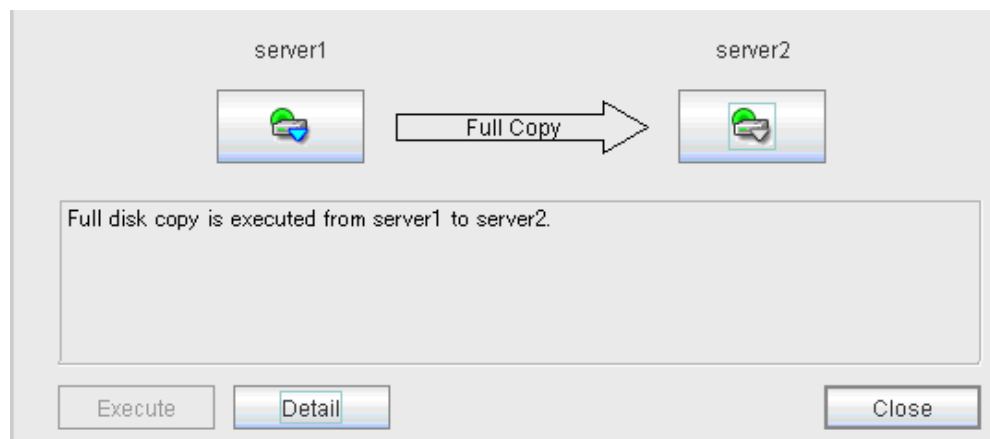 server1
server2
Full Copy
Full disk copy is executed from server1 to server2.
Execute
Detail
Close